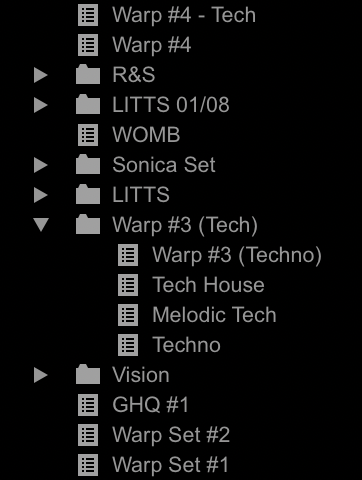 Warp #4 - Tech
Warp #4
R&S
LITTS 01/08
WOMB
Sonica Set
LITTS
Warp #3 (Tech)
Warp #3 (Techno)
Tech House
Melodic Tech
Techno
Vision
GHQ #1
Warp Set #2
Warp Set #1